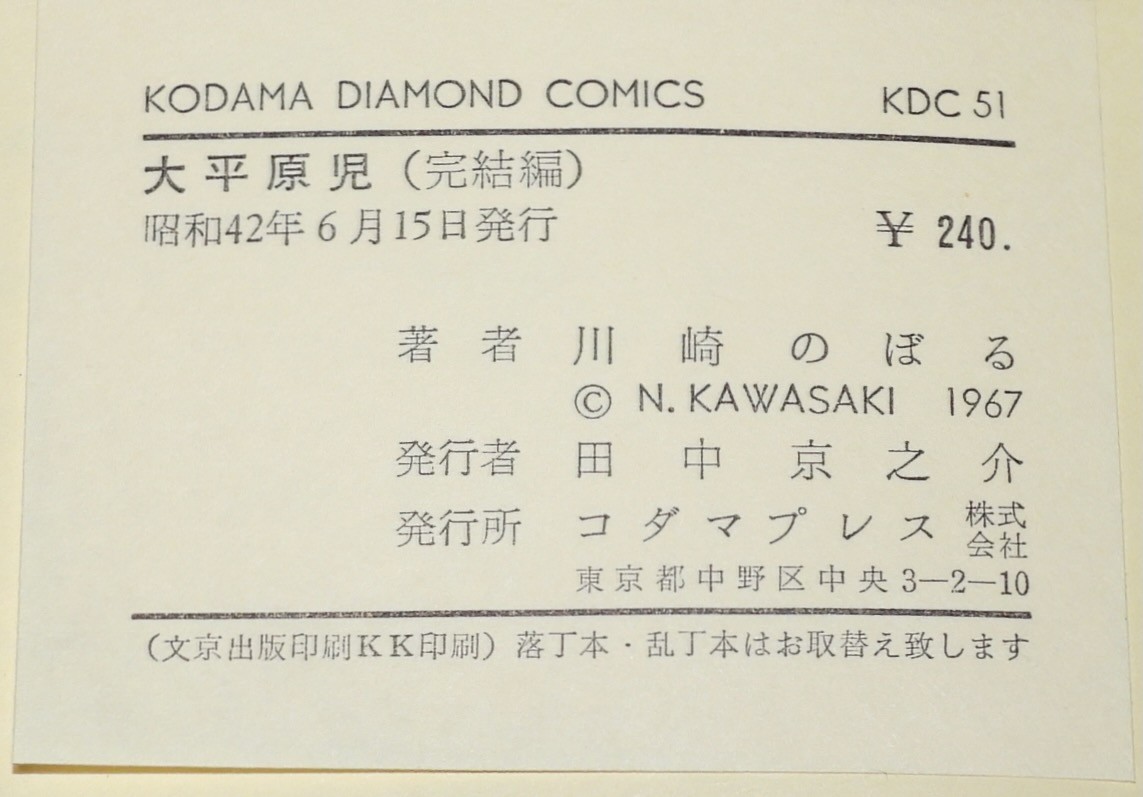 KODAMA DIAMOND COMICS KDC 51
大平原児（完結編）
昭和42年6月15日発行 ¥ 240.
著者 川崎のぼる
© N. KAWASAKI 1967
発行者 田中京之介
発行所 コダマプレス株式会社
東京都中野区中央3—2—10
（文京出版印刷KK印刷）落丁本・乱丁本はお取替え致します